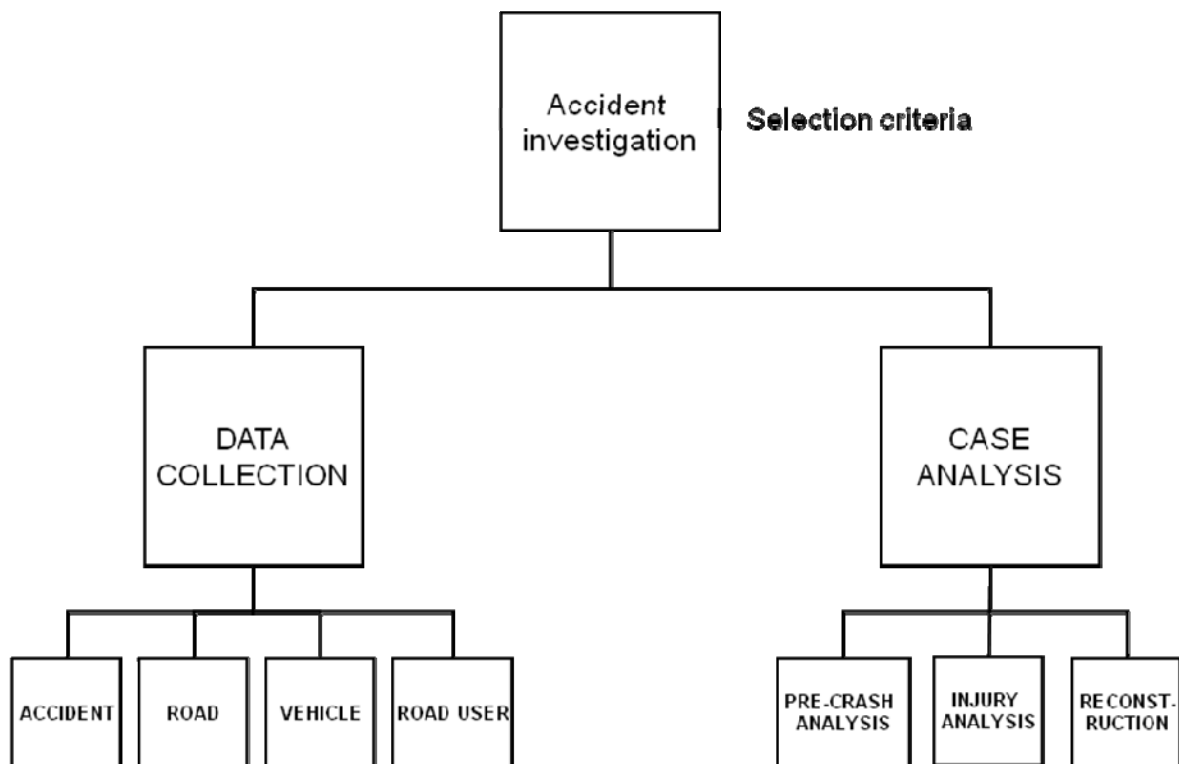 Accident
investigation
Selection criteria
DATA
COLLECTION
CASE
ANALYSIS
ACCIDENT
ROAD
VEHICLE
ROAD USER
PRE-CRASH
ANALYSIS
INJURY
ANALYSIS
RECONST-
RUCTION